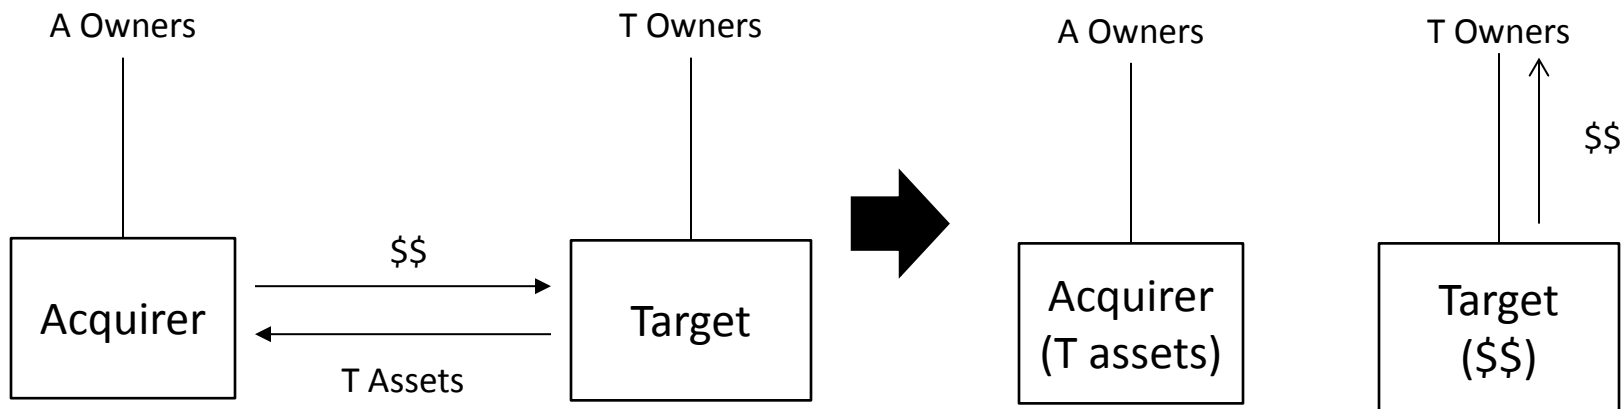 A Owners
T Owners
A Owners
T Owners
$$
$$
Acquirer
Target
Acquirer
(T assets)
Target
($$)
T Assets